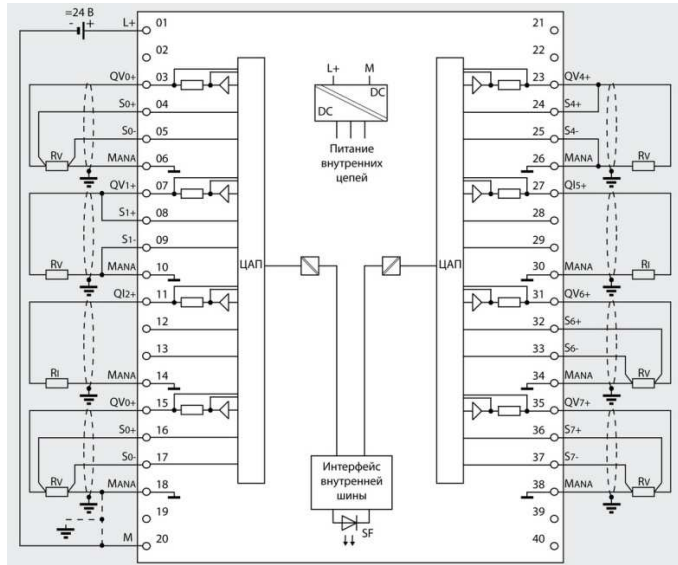 =24 В
- +
L+ 01 21
02 22
QV0+ 03 23 QV4+
L+ M
S0+ 04 24 S4+
DC
DC
S0- 05 25 S4-
Питание
внутренних
цепей
RV MANA 06 26 MANA RV
QV1+ 07 27 QI5+
S1+ 08 28
S1- 09 29
ЦАП ЦАП
RV MANA 10 30 MANA RI
QI2+ 11 31 QV6+
12 32 S6+
13 33 S6-
RI MANA 14 34 MANA RV
QV0+ 15 35 QV7+
S0+ 16 36 S7+
S0- 17 37 S7-
Интерфейс
внутренней
шины
RV MANA 18 38 MANA RV
19 39
SF
M 20 40